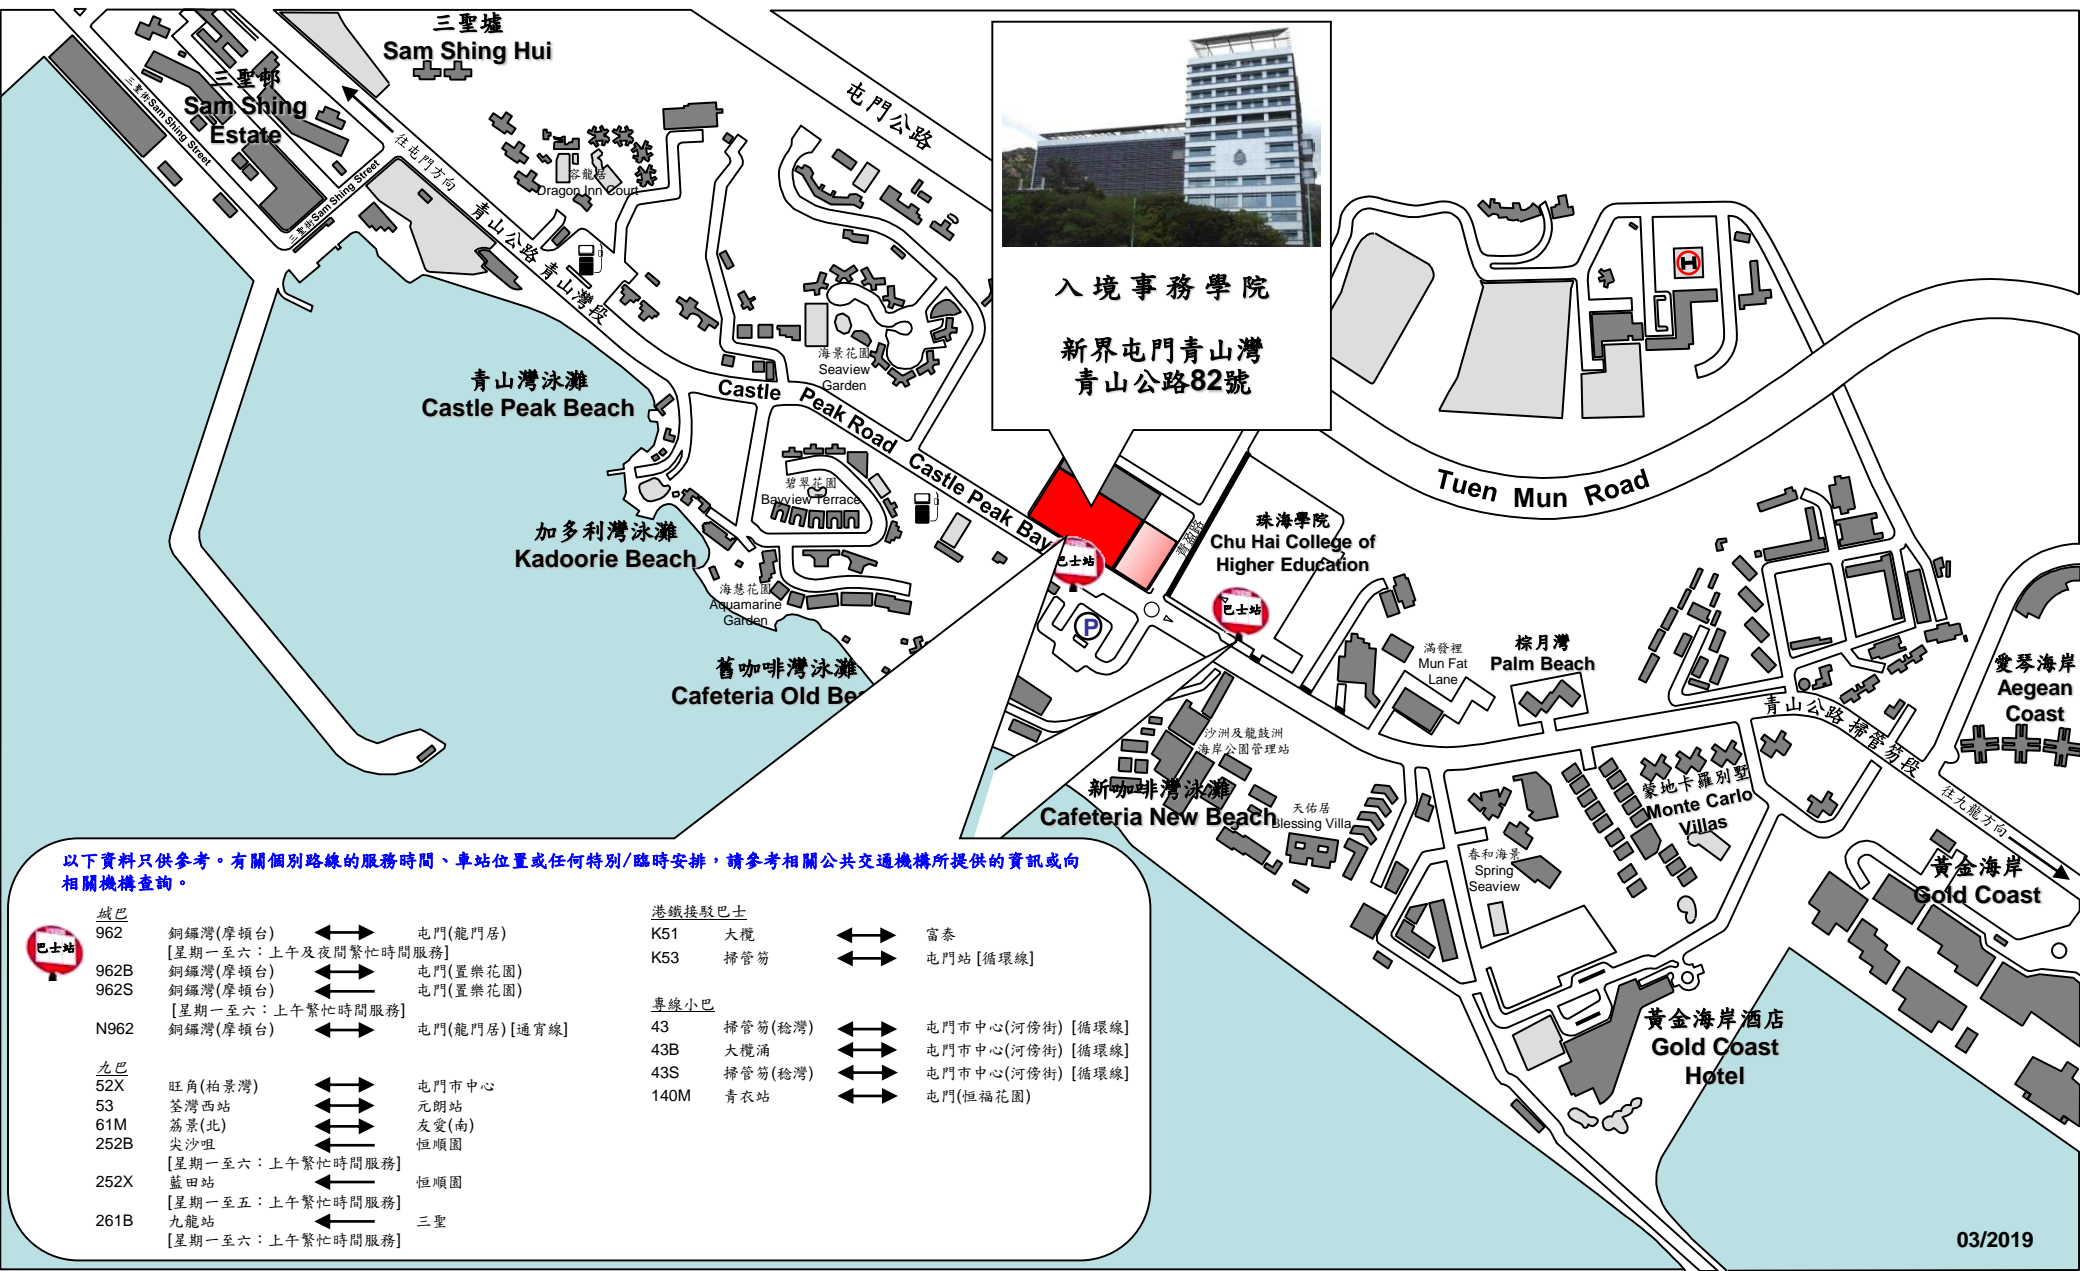 三聖墟
Sam Shing Hui
三聖邨
Sam Shing
Estate
三聖街Sam Shing Street
三聖街Sam Shing Street
往屯門方向
屯門公路
容龍居
Dragon Inn Court
青山公路 青山灣段
海景花園
Seaview
Garden
青山灣泳灘
Castle Peak Beach
Castle Peak Road Castle Peak Bay
入境事務學院
新界屯門青山灣
青山公路82號
Tuen Mun Road
碧翠花園
Bayview Terrace
加多利灣泳灘
Kadoorie Beach
青盈路
珠海學院
Chu Hai College of
Higher Education
巴士站
巴士站
P
H
海慧花園
Aquamarine
Garden
舊咖啡灣泳灘
Cafeteria Old Bea
滿發裡
Mun Fat
Lane
棕月灣
Palm Beach
愛琴海岸
Aegean
Coast
青山公路 掃管笏段
沙洲及龍鼓洲
海岸公園管理站
新咖啡灣泳灘
Cafeteria New Beach
天佑居
Blessing Villa
蒙地卡羅別墅
Monte Carlo
Villas
往九龍方向
春和海景
Spring
Seaview
黃金海岸
Gold Coast
黃金海岸酒店
Gold Coast
Hotel
以下資料只供參考。有關個別路線的服務時間、車站位置或任何特別/臨時安排，請參考相關公共交通機構所提供的資訊或向
相關機構查詢。
巴士站
城巴
962 銅鑼灣(摩頓台) 屯門(龍門居)
[星期一至六：上午及夜間繁忙時間服務]
962B 銅鑼灣(摩頓台) 屯門(置樂花園)
962S 銅鑼灣(摩頓台) 屯門(置樂花園)
[星期一至六：上午繁忙時間服務]
N962 銅鑼灣(摩頓台) 屯門(龍門居) [通宵線]
九巴
52X 旺角(柏景灣) 屯門市中心
53 荃灣西站 元朗站
61M 荔景(北) 友愛(南)
252B 尖沙咀 恒順園
[星期一至六：上午繁忙時間服務]
252X 藍田站 恒順園
[星期一至五：上午繁忙時間服務]
261B 九龍站 三聖
[星期一至六：上午繁忙時間服務]
港鐵接駁巴士
K51 大欖 富泰
K53 掃管笏 屯門站 [循環線]
專線小巴
43 掃管笏(稔灣) 屯門市中心(河傍街) [循環線]
43B 大欖涌 屯門市中心(河傍街) [循環線]
43S 掃管笏(稔灣) 屯門市中心(河傍街) [循環線]
140M 青衣站 屯門(恒福花園)
03/2019